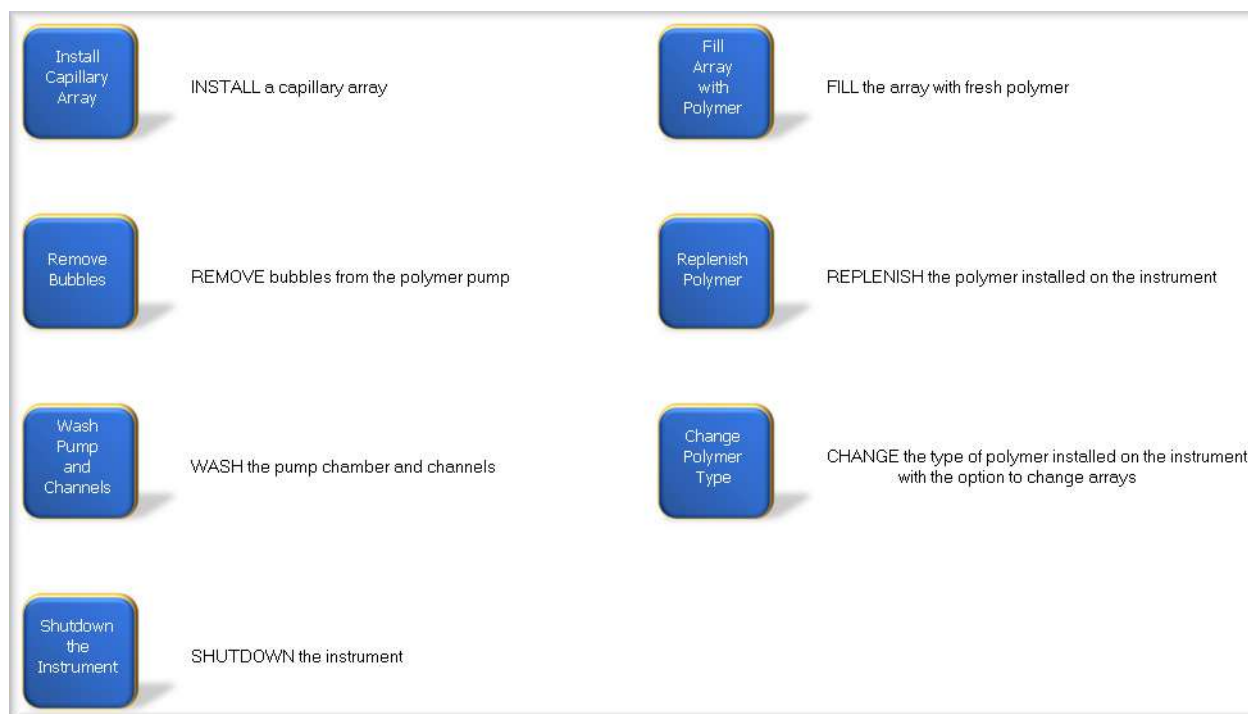 Install
Capillary
Array
INSTALL a capillary array
Fill
Array
with
Polymer
FILL the array with fresh polymer
Remove
Bubbles
REMOVE bubbles from the polymer pump
Replenish
Polymer
REPLENISH the polymer installed on the instrument
Wash
Pump
and
Channels
WASH the pump chamber and channels
Change
Polymer
Type
CHANGE the type of polymer installed on the instrument
with the option to change arrays
Shutdown
the
Instrument
SHUTDOWN the instrument